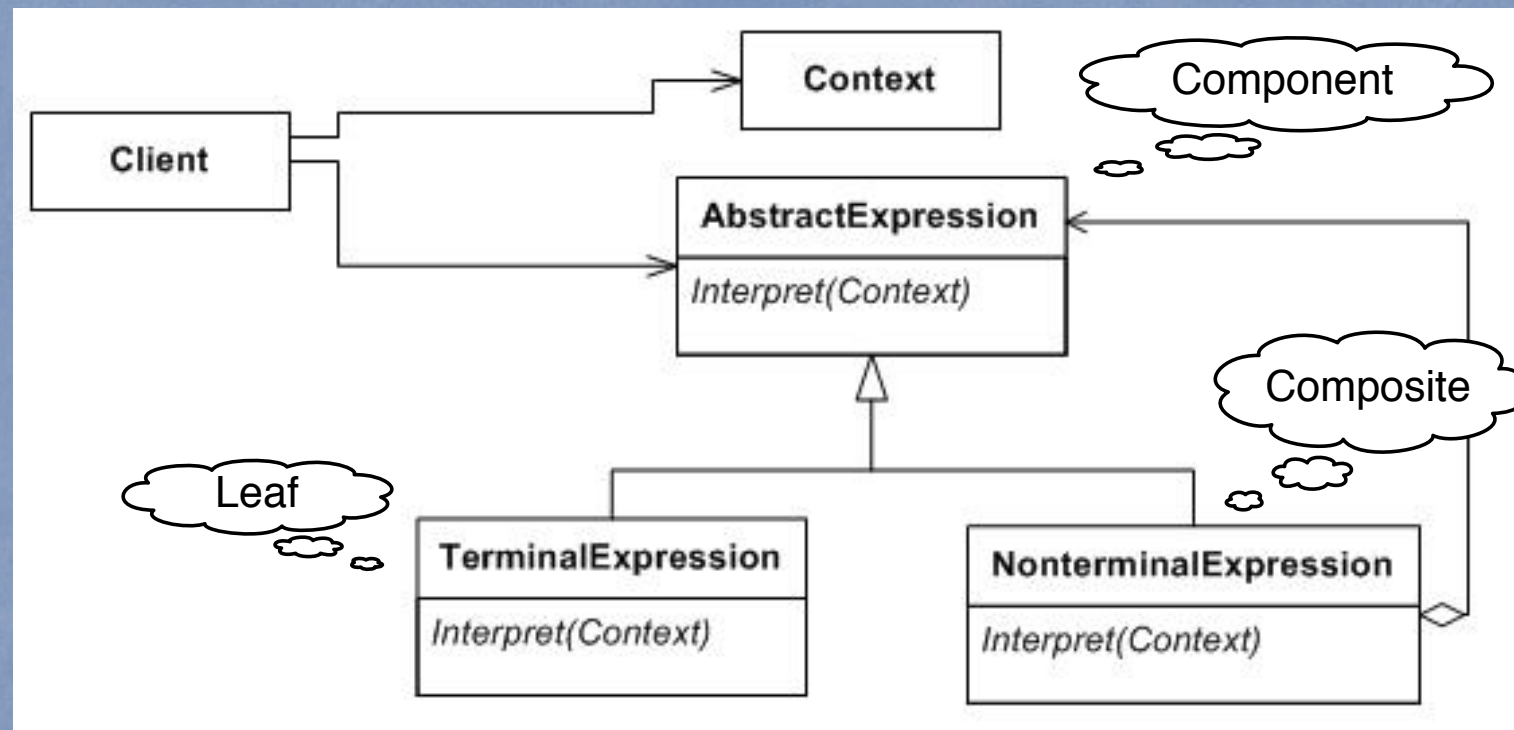 Context
Component
Client
AbstractExpression
Interpret(Context)
Composite
Leaf
TerminalExpression
Interpret(Context)
NonterminalExpression
Interpret(Context)